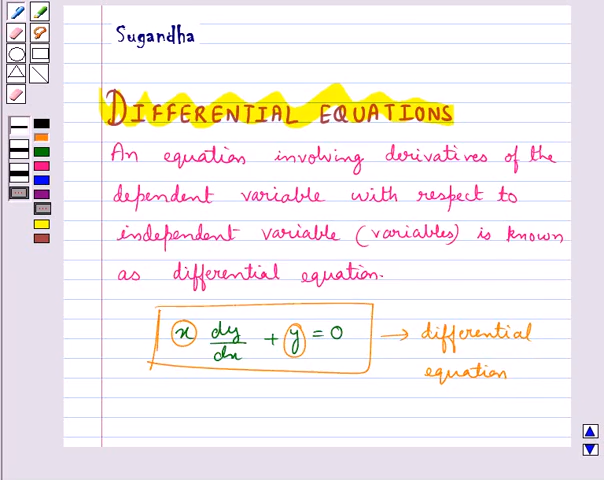 Sugandha
DIFFERENTIAL EQUATIONS
An equation involving derivatives of the
dependent variable with respect to
independent variable (variables) is known
as differential equation.
x dy/dx + y = 0 → differential
equation